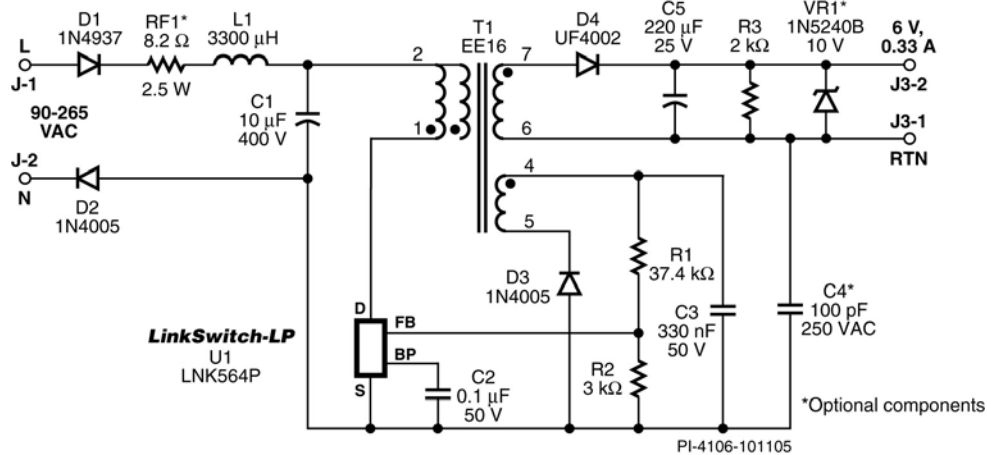 D1
1N4937
RF1*
8.2 Ω
2.5 W
L1
3300 µH
T1
EE16
D4
UF4002
C5
220 µF
25 V
R3
2 kΩ
VR1*
1N5240B
10 V
6 V,
0.33 A
L
J-1
2
7
J3-2
90-265
VAC
C1
10 µF
400 V
1
6
J3-1
RTN
J-2
N
D2
1N4005
4
5
D3
1N4005
R1
37.4 kΩ
C3
330 nF
50 V
C4*
100 pF
250 VAC
LinkSwitch-LP
U1
LNK564P
D
FB
BP
S
C2
0.1 µF
50 V
R2
3 kΩ
*Optional components
PI-4106-101105